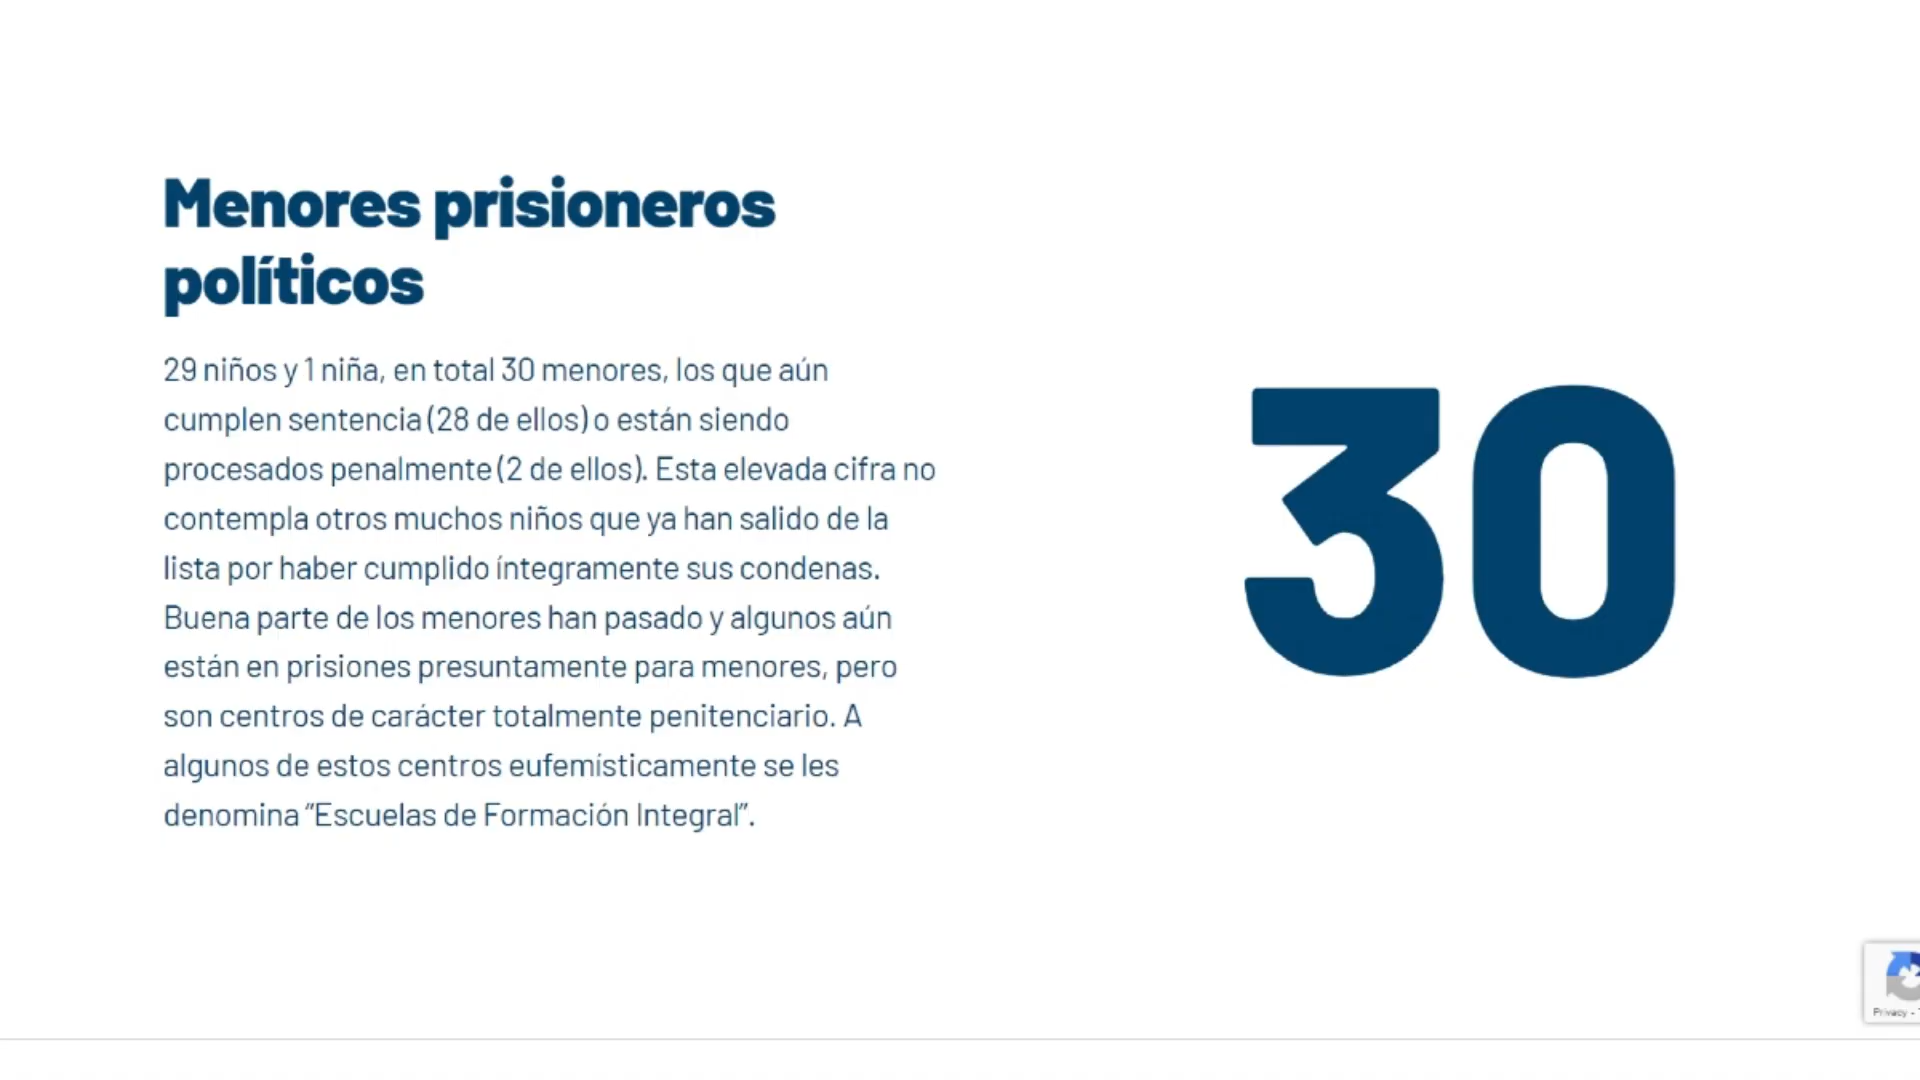 Menores prisioneros
políticos
29 niños y 1 niña, en total 30 menores, los que aún
cumplen sentencia (28 de ellos) o están siendo
procesados penalmente (2 de ellos). Esta elevada cifra no
contempla otros muchos niños que ya han salido de la
lista por haber cumplido íntegramente sus condenas.
Buena parte de los menores han pasado y algunos aún
están en prisiones presuntamente para menores, pero
son centros de carácter totalmente penitenciario. A
algunos de estos centros eufemísticamente se les
denomina “Escuelas de Formación Integral”.
30
Privacy -